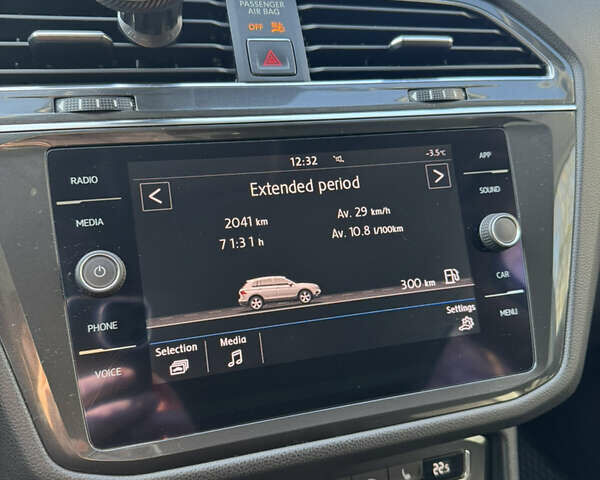 PASSENGER
AIR BAG
OFF
12:32
-3.5°C
RADIO
APP
<
Extended period
>
MEDIA
SOUND
2041 km
Av. 29 km/h
71:31 h
Av. 10.8 l/100km
300 km
CAR
PHONE
Settings
MENU
Selection
Media
VOICE
22.5